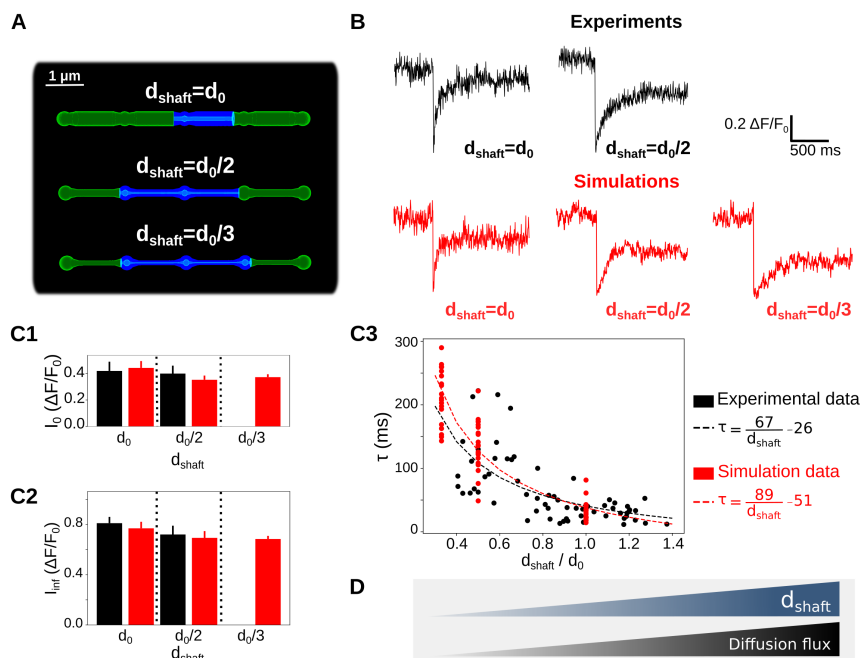 A
1 µm
d_shaft=d_0
d_shaft=d_0/2
d_shaft=d_0/3
B
Experiments
d_shaft=d_0
d_shaft=d_0/2
0.2 ΔF/F_0
500 ms
Simulations
d_shaft=d_0
d_shaft=d_0/2
d_shaft=d_0/3
C1
I_0 (ΔF/F_0)
0.4
0.0
d_0
d_0/2
d_0/3
d_shaft
C2
I_inf (ΔF/F_0)
0.8
0.4
0.0
d_0
d_0/2
d_0/3
d_shaft
C3
τ (ms)
300
200
100
0
0.4
0.6
0.8
1.0
1.2
1.4
d_shaft / d_0
Experimental data
τ = 67/d_shaft -26
Simulation data
τ = 89/d_shaft -51
D
d_shaft
Diffusion flux